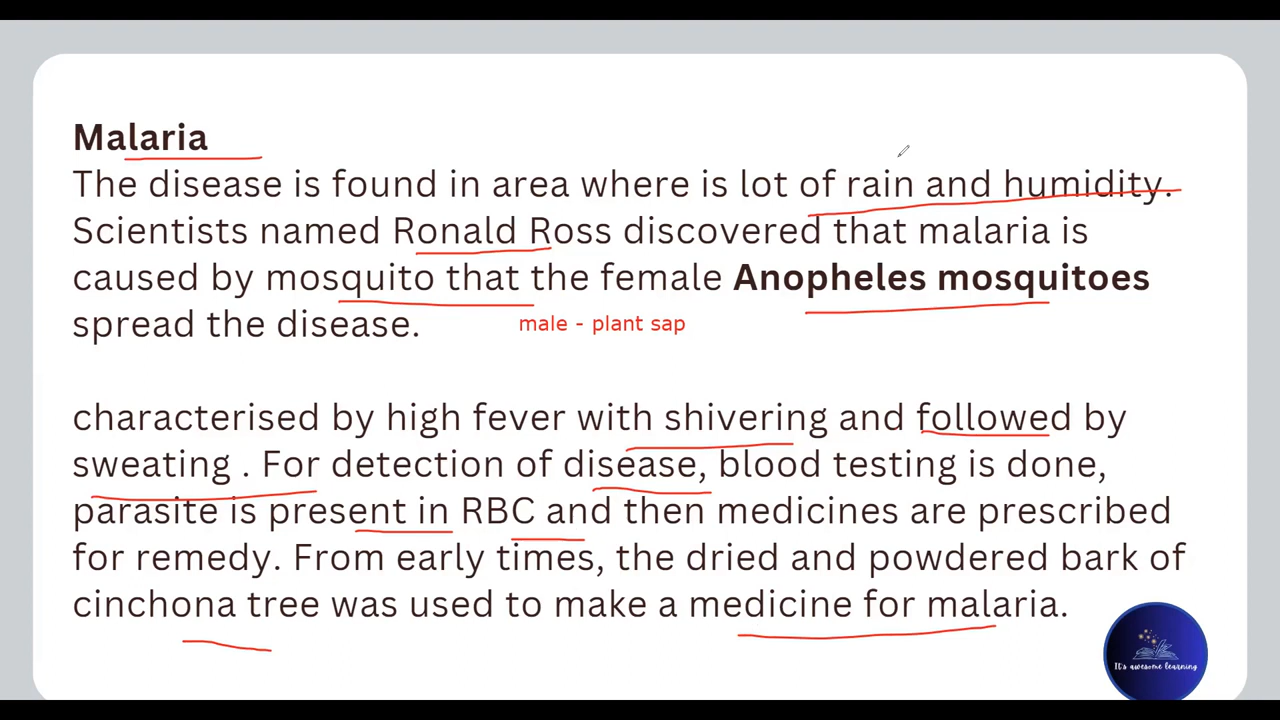 Malaria
The disease is found in area where is lot of rain and humidity.
Scientists named Ronald Ross discovered that malaria is
caused by mosquito that the female Anopheles mosquitoes
spread the disease.
male - plant sap
characterised by high fever with shivering and followed by
sweating . For detection of disease, blood testing is done,
parasite is present in RBC and then medicines are prescribed
for remedy. From early times, the dried and powdered bark of
cinchona tree was used to make a medicine for malaria.
It's awesome learning